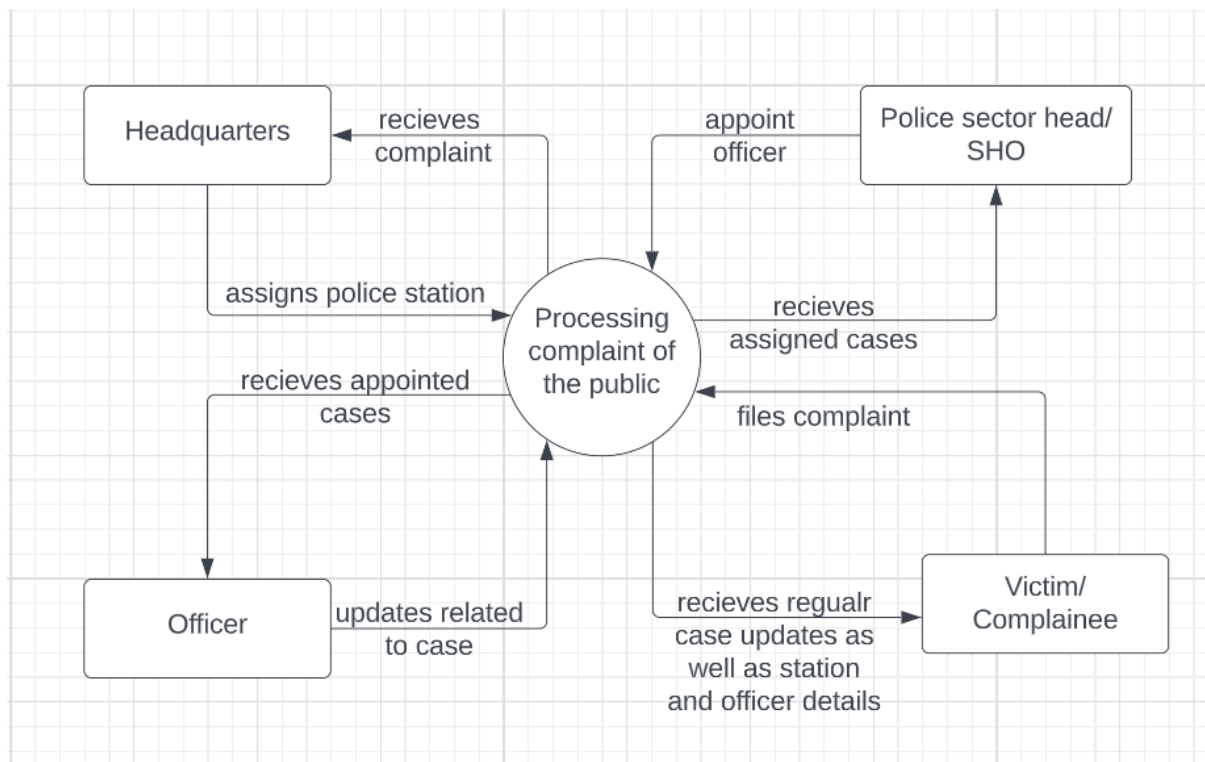 Headquarters
recieves
complaint
appoint
officer
Police sector head/
SHO
assigns police station
Processing
complaint of
the public
recieves
assigned cases
recieves appointed
cases
files complaint
Officer
updates related
to case
recieves regualr
case updates as
well as station
and officer details
Victim/
Complainee